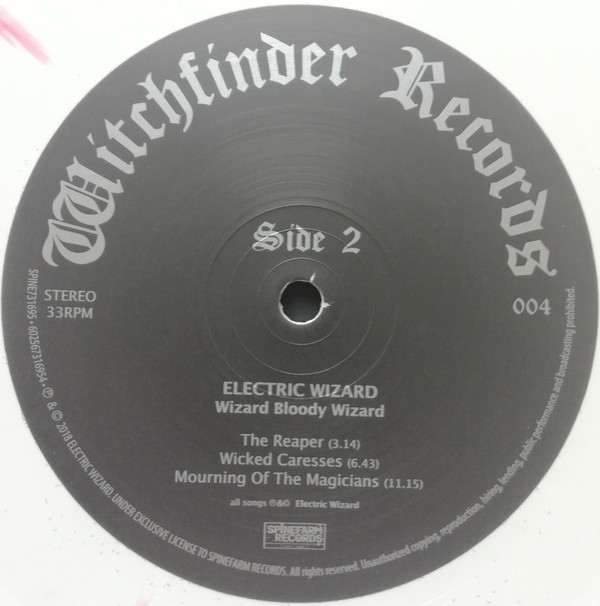 Witchfinder Records
Side 2
STEREO
33RPM
004
ELECTRIC WIZARD
Wizard Bloody Wizard
The Reaper (3.14)
Wicked Caresses (6.43)
Mourning Of The Magicians (11.15)
all songs ℗&© Electric Wizard
SPINEFARM
RECORDS
SPINE731695 • 602567316954 • ℗ & © 2018 ELECTRIC WIZARD, UNDER EXCLUSIVE LICENSE TO SPINEFARM RECORDS. All rights reserved. Unauthorized copying, reproduction, hiring, lending, public performance and broadcasting prohibited.